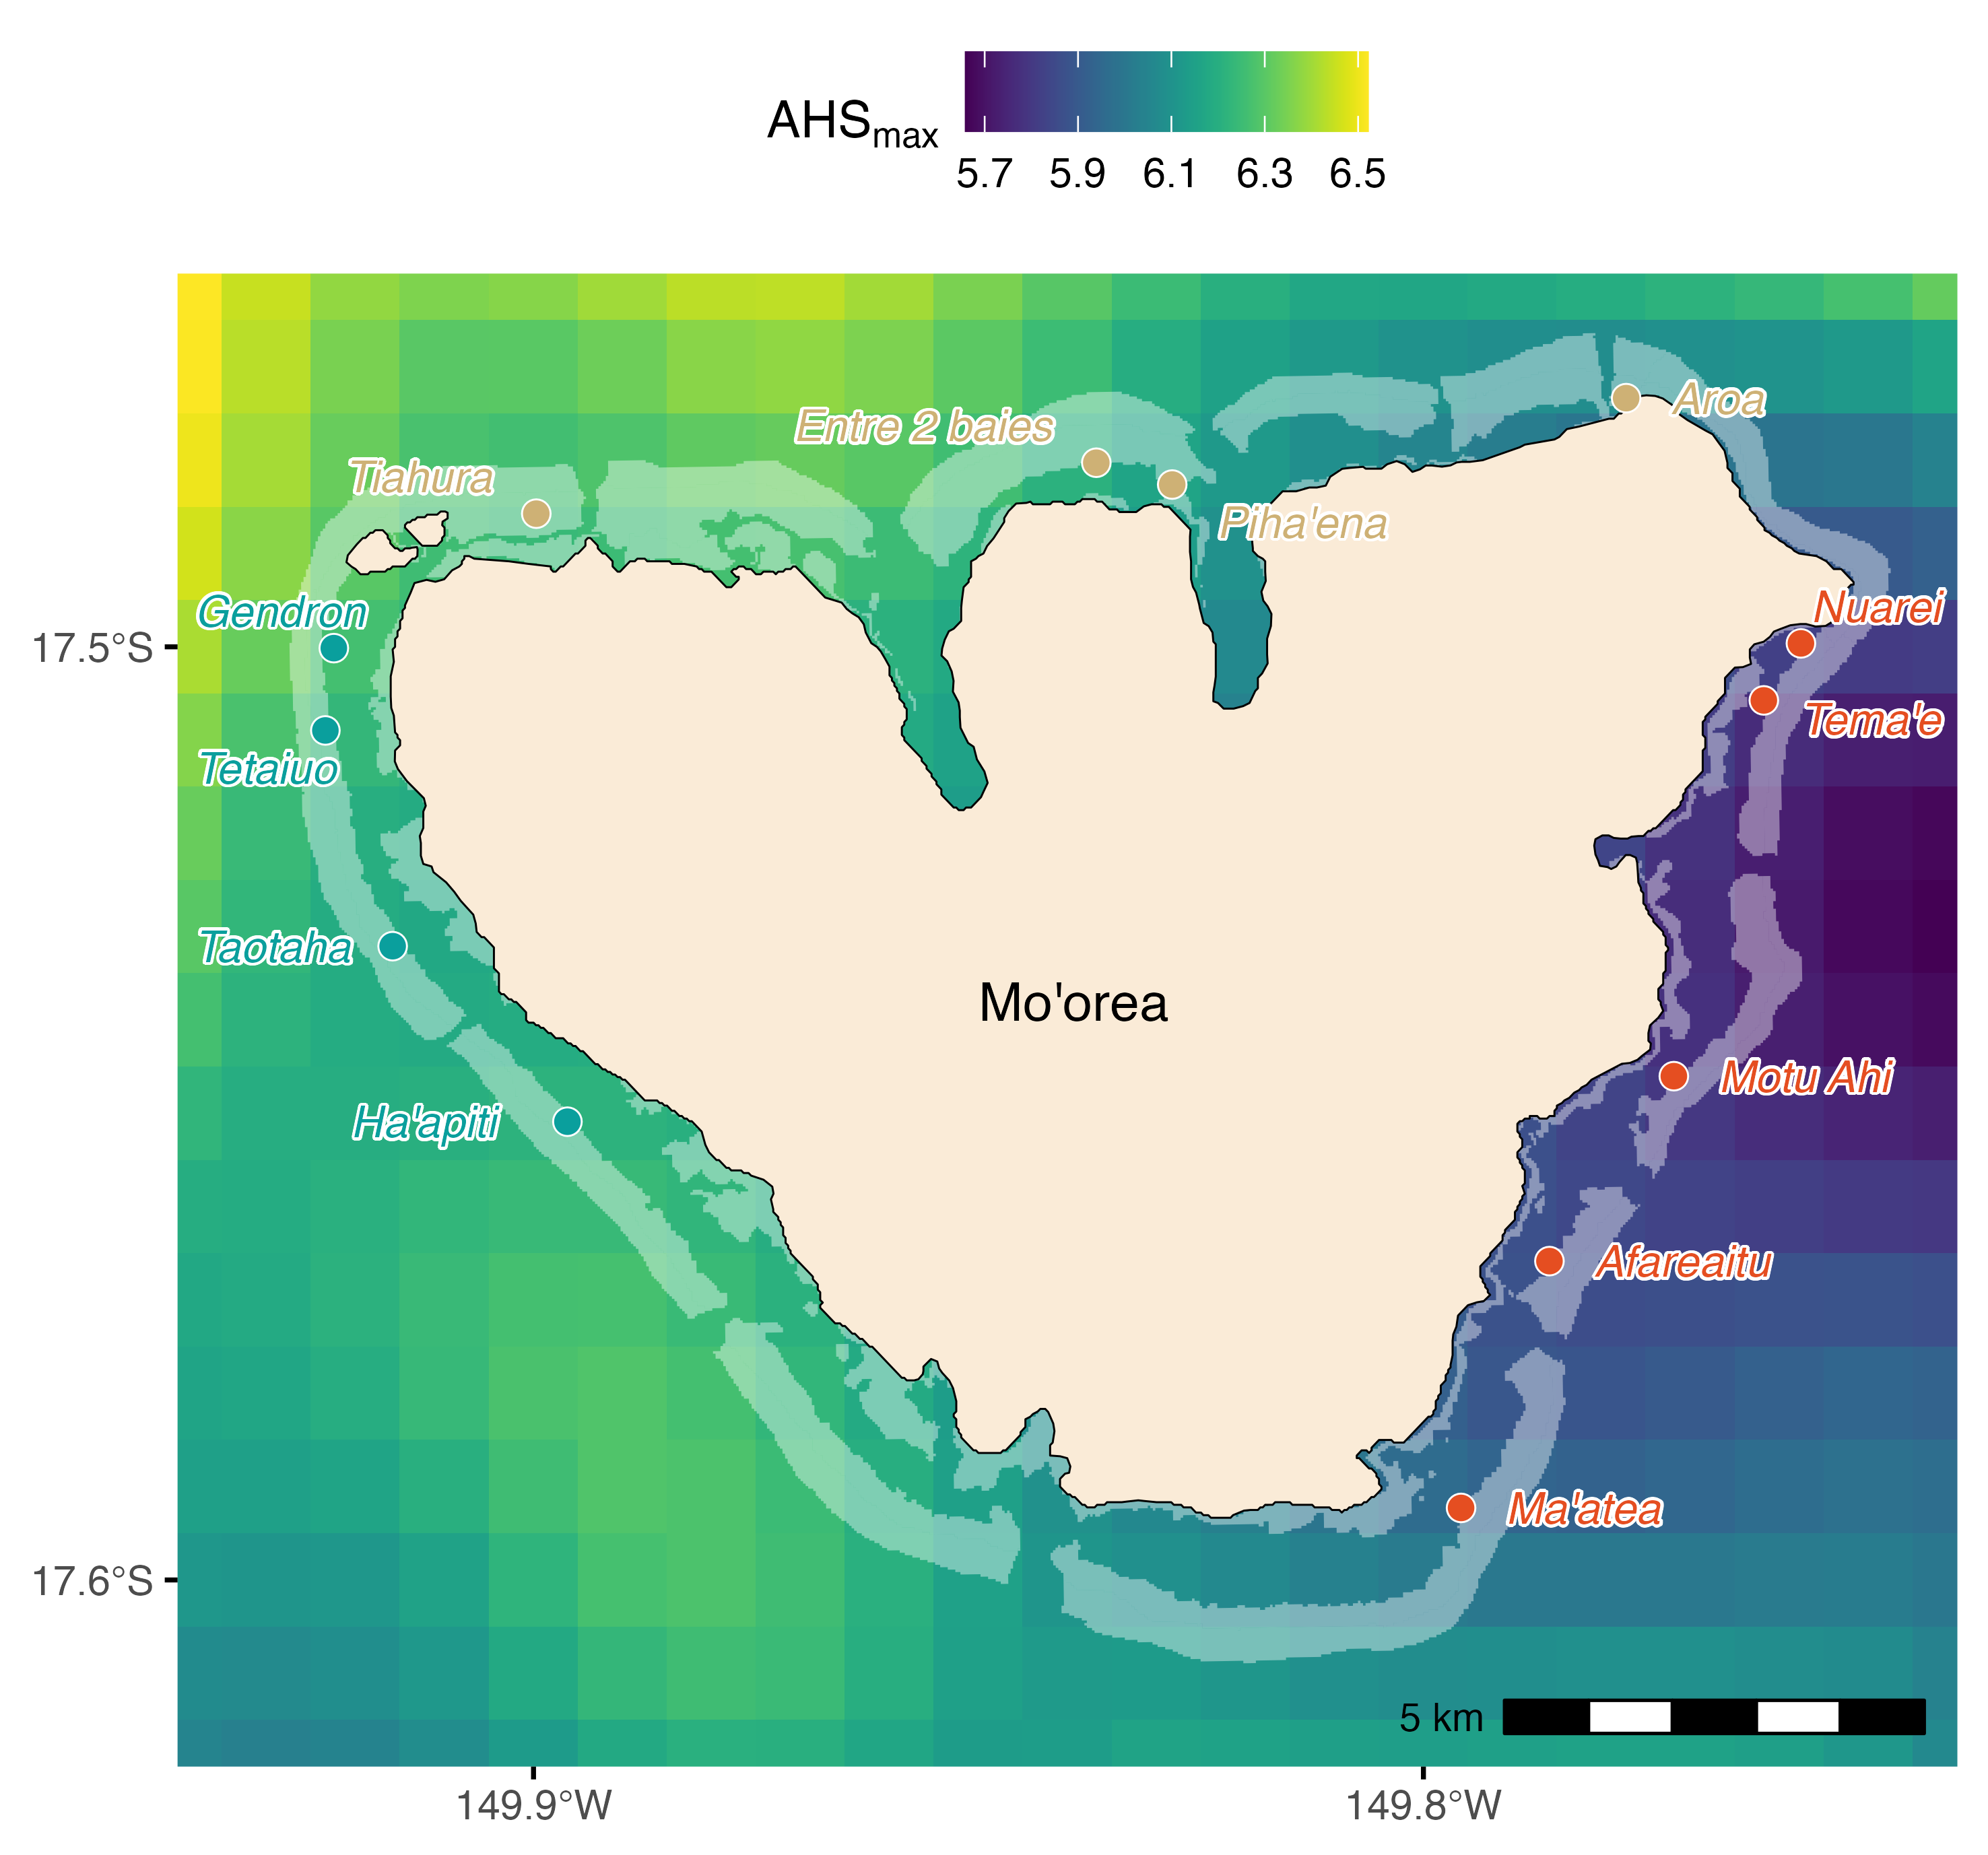 AHSmax
5.7 5.9 6.1 6.3 6.5
Aroa
Entre 2 baies
Tiahura
Piha'ena
Gendron
Nuarei
17.5°S
Tema'e
Tetaiuo
Taotaha
Mo'orea
Motu Ahi
Ha'apiti
Afareaitu
Ma'atea
17.6°S
5 km
149.9°W 149.8°W